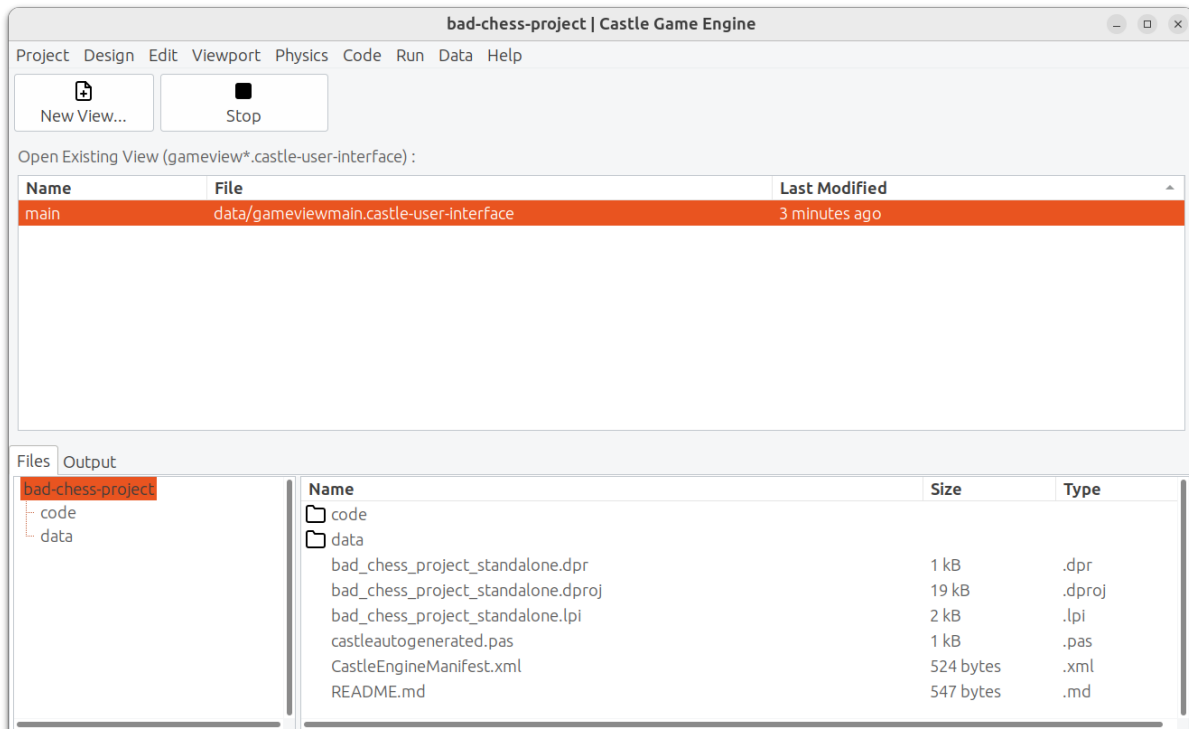 bad-chess-project | Castle Game Engine
Project Design Edit Viewport Physics Code Run Data Help
New View... Stop
Open Existing View (gameview*.castle-user-interface) :
Name File Last Modified
main data/gameviewmain.castle-user-interface 3 minutes ago
Files Output
bad-chess-project
code
data
Name Size Type
code
data
bad_chess_project_standalone.dpr 1 kB .dpr
bad_chess_project_standalone.dproj 19 kB .dproj
bad_chess_project_standalone.lpi 2 kB .lpi
castleautogenerated.pas 1 kB .pas
CastleEngineManifest.xml 524 bytes .xml
README.md 547 bytes .md